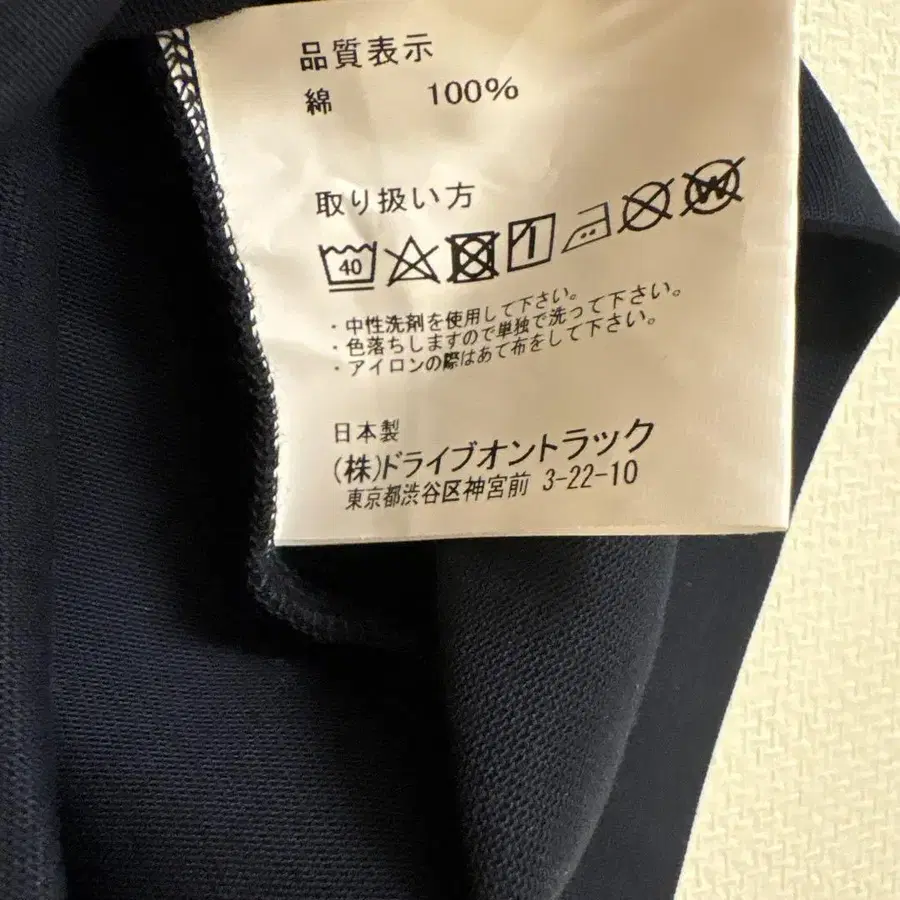 品質表示
綿 100%
取り扱い方
40 W
・中性洗剤を使用して下さい。
・色落ちしますので単独で洗って下さい。
・アイロンの際はあて布をして下さい。
日本製
(株)ドライブオントラック
東京都渋谷区神宮前 3-22-10